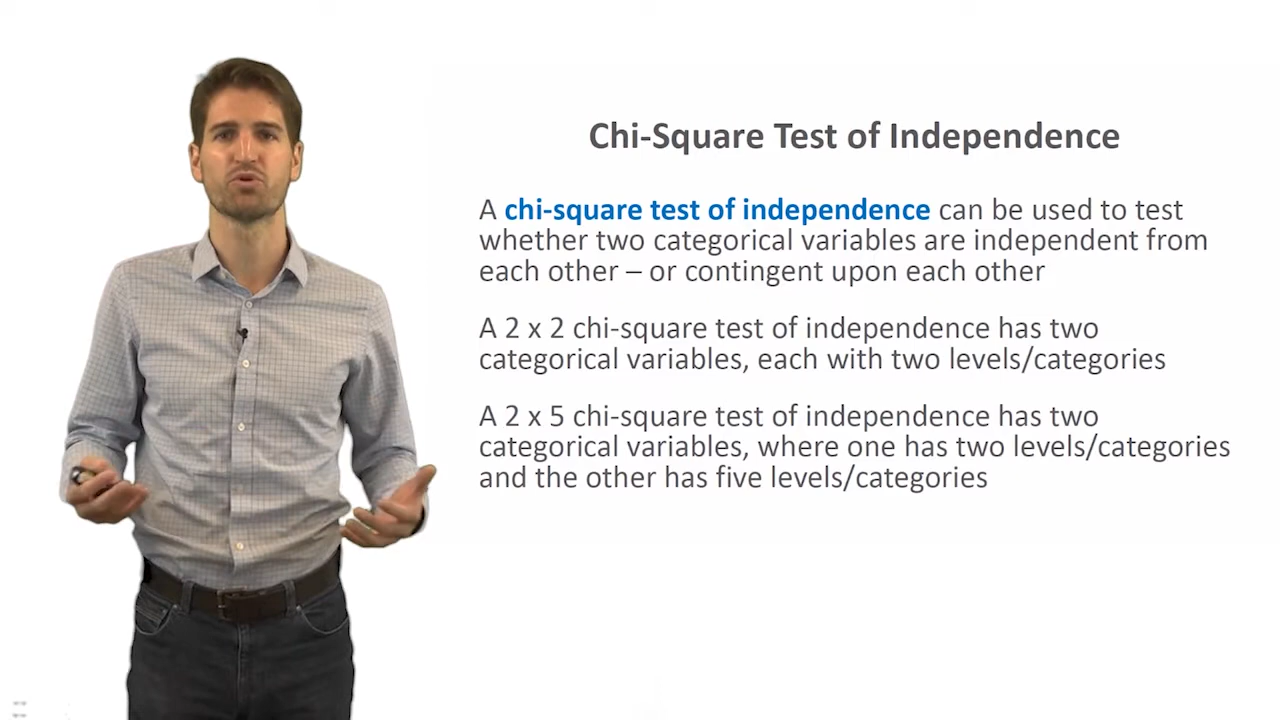 Chi-Square Test of Independence
A chi-square test of independence can be used to test
whether two categorical variables are independent from
each other – or contingent upon each other
A 2 x 2 chi-square test of independence has two
categorical variables, each with two levels/categories
A 2 x 5 chi-square test of independence has two
categorical variables, where one has two levels/categories
and the other has five levels/categories